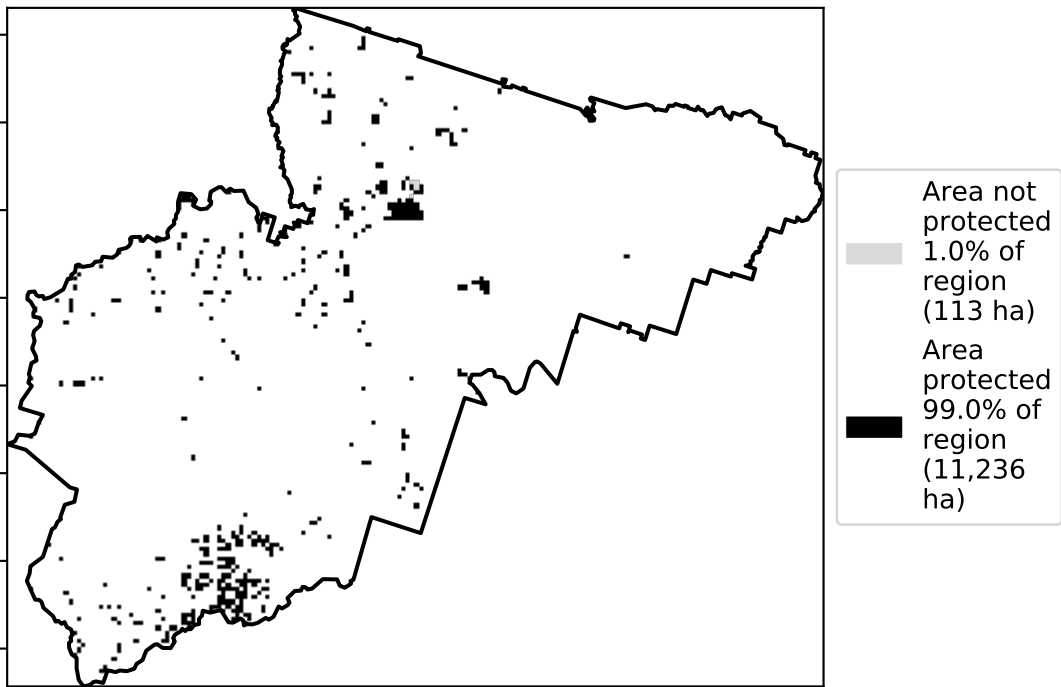 Area not
protected
1.0% of
region
(113 ha)
Area
protected
99.0% of
region
(11,236
ha)